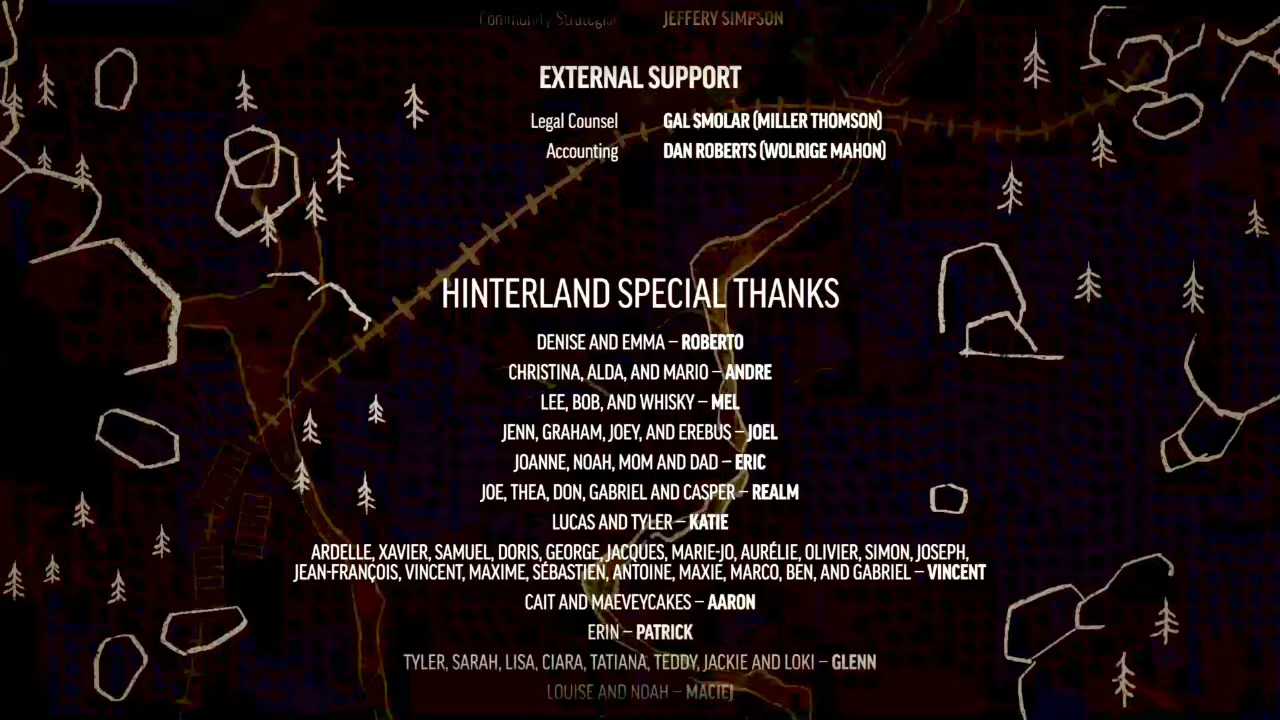 Community Strategist JEFFERY SIMPSON
EXTERNAL SUPPORT
Legal Counsel GAL SMOLAR (MILLER THOMSON)
Accounting DAN ROBERTS (WOLRIGE MAHON)
HINTERLAND SPECIAL THANKS
DENISE AND EMMA – ROBERTO
CHRISTINA, ALDA, AND MARIO – ANDRE
LEE, BOB, AND WHISKY – MEL
JENN, GRAHAM, JOEY, AND EREBUS – JOEL
JOANNE, NOAH, MOM AND DAD – ERIC
JOE, THEA, DON, GABRIEL AND CASPER – REALM
LUCAS AND TYLER – KATIE
ARDELLE, XAVIER, SAMUEL, DORIS, GEORGE, JACQUES, MARIE-JO, AURÉLIE, OLIVIER, SIMON, JOSEPH,
JEAN-FRANÇOIS, VINCENT, MAXIME, SÉBASTIEN, ANTOINE, MAXIE, MARCO, BEN, AND GABRIEL – VINCENT
CAIT AND MAEVEYCAKES – AARON
ERIN – PATRICK
TYLER, SARAH, LISA, CIARA, TATIANA, TEDDY, JACKIE AND LOKI – GLENN
LOUISE AND NOAH – MACIEJ